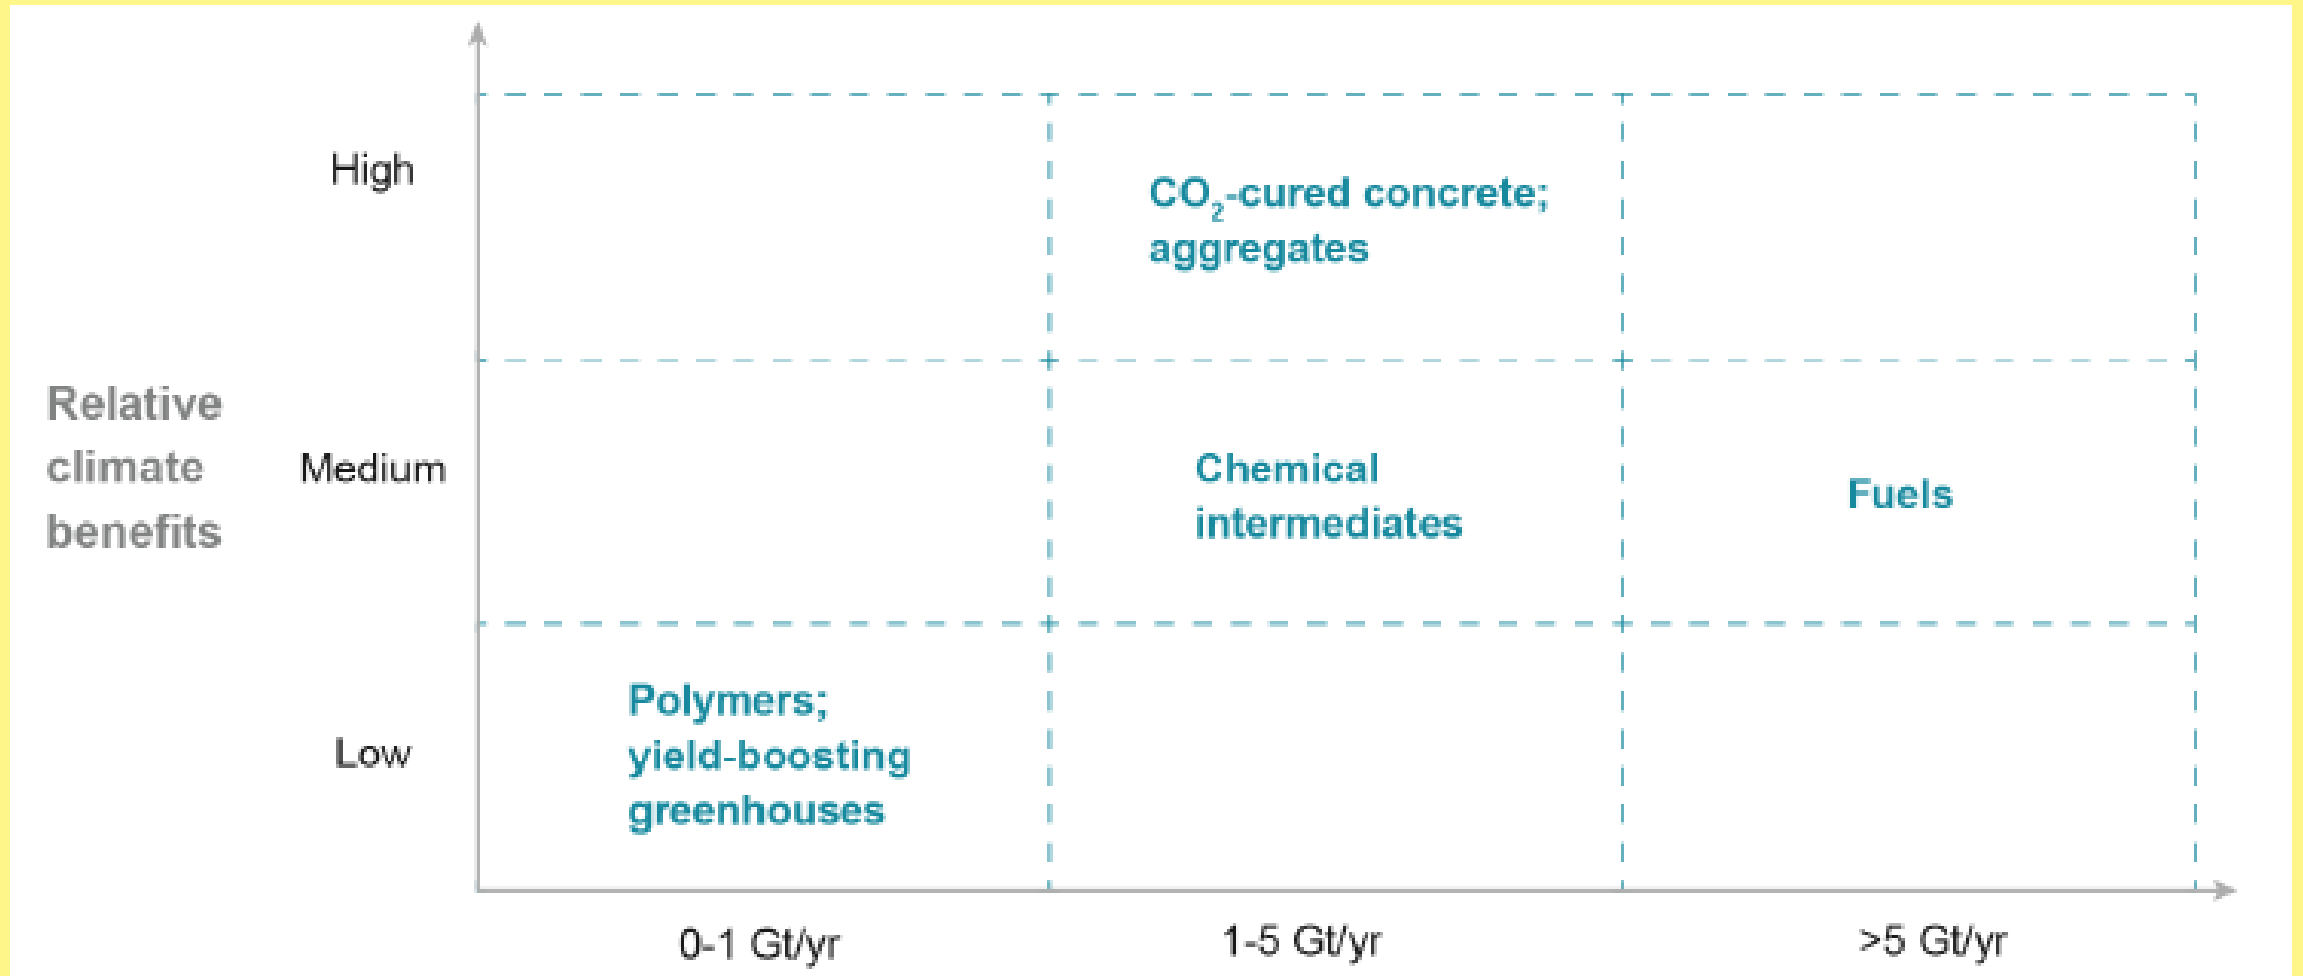 High
CO₂-cured concrete;
aggregates
Relative
climate
benefits
Medium
Chemical
intermediates
Fuels
Low
Polymers;
yield-boosting
greenhouses
0-1 Gt/yr
1-5 Gt/yr
>5 Gt/yr